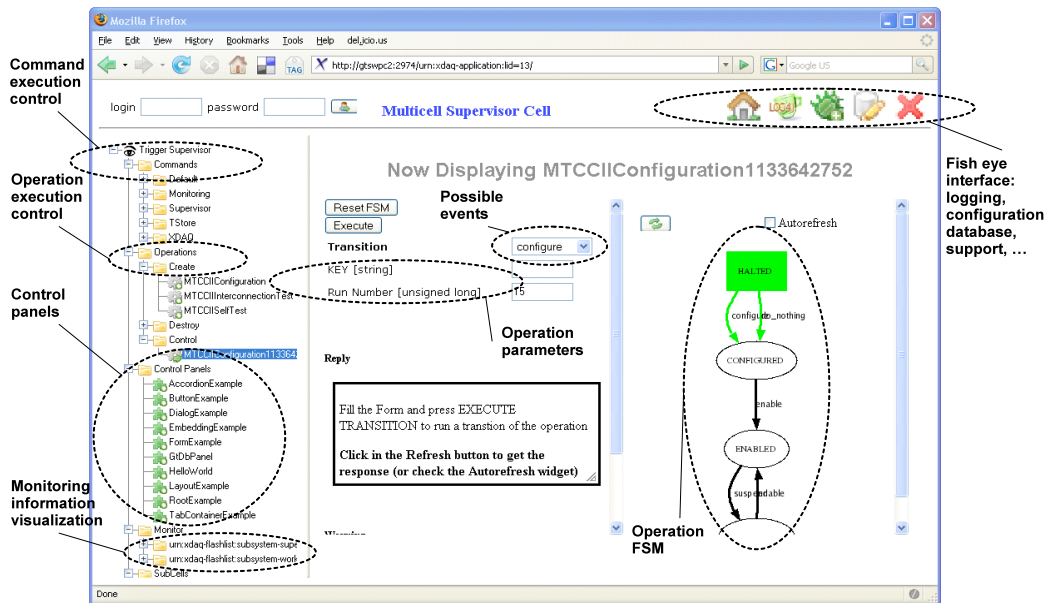 Mozilla Firefox
File Edit View History Bookmarks Tools Help del.icio.us
TAG
http://gtswpc2:2974/urn:xdaq-application:lid=13/
G Google US
login
password
Multicell Supervisor Cell
LOG4
Command
execution
control
Operation
execution
control
Control
panels
Monitoring
information
visualization
Trigger Supervisor
Commands
Default
Monitoring
Supervisor
TStore
XDAQ
Operations
Create
MTCCIIConfiguration
MTCCIIInterconnectionTest
MTCCIISelfTest
Destroy
Control
MTCCIIConfiguration113364
Control Panels
AccordionExample
ButtonExample
DialogExample
EmbeddingExample
FormExample
GtDbPanel
HelloWorld
LayoutExample
RootExample
TabContainerExample
Monitor
urn:xdaq-flashlist:subsystem-supe
urn:xdaq-flashlist:subsystem-work
SubCells
Now Displaying MTCCIIConfiguration1133642752
Reset FSM
Execute
Possible
events
Transition
configure
KEY [string]
Run Number [unsigned long]
15
Operation
parameters
Reply
Fill the Form and press EXECUTE
TRANSITION to run a transtion of the operation
Click in the Refresh button to get the
response (or check the Autorefresh widget)
Warning
Operation
FSM
Autorefresh
HALTED
configure
do_nothing
CONFIGURED
enable
ENABLED
suspend
Fish eye
interface:
logging,
configuration
database,
support, ...
Done